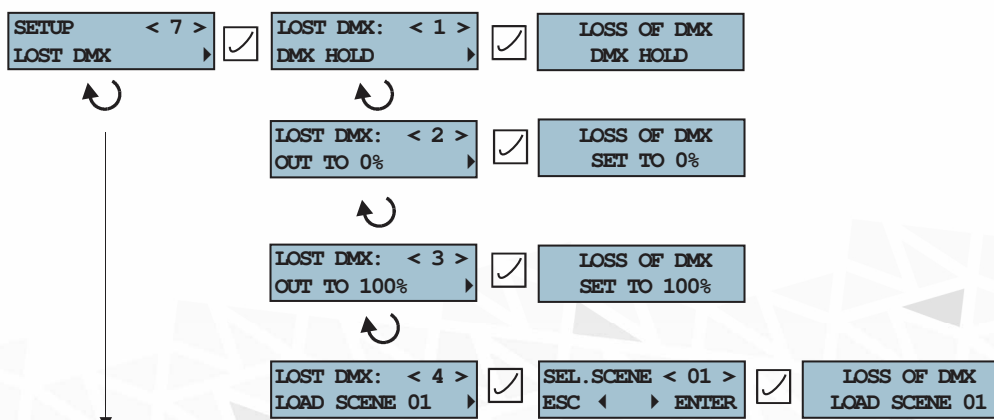 SETUP < 7 >
LOST DMX
LOST DMX: < 1 >
DMX HOLD
LOSS OF DMX
DMX HOLD
LOST DMX: < 2 >
OUT TO 0%
LOSS OF DMX
SET TO 0%
LOST DMX: < 3 >
OUT TO 100%
LOSS OF DMX
SET TO 100%
LOST DMX: < 4 >
LOAD SCENE 01
SEL.SCENE < 01 >
ESC ENTER
LOSS OF DMX
LOAD SCENE 01